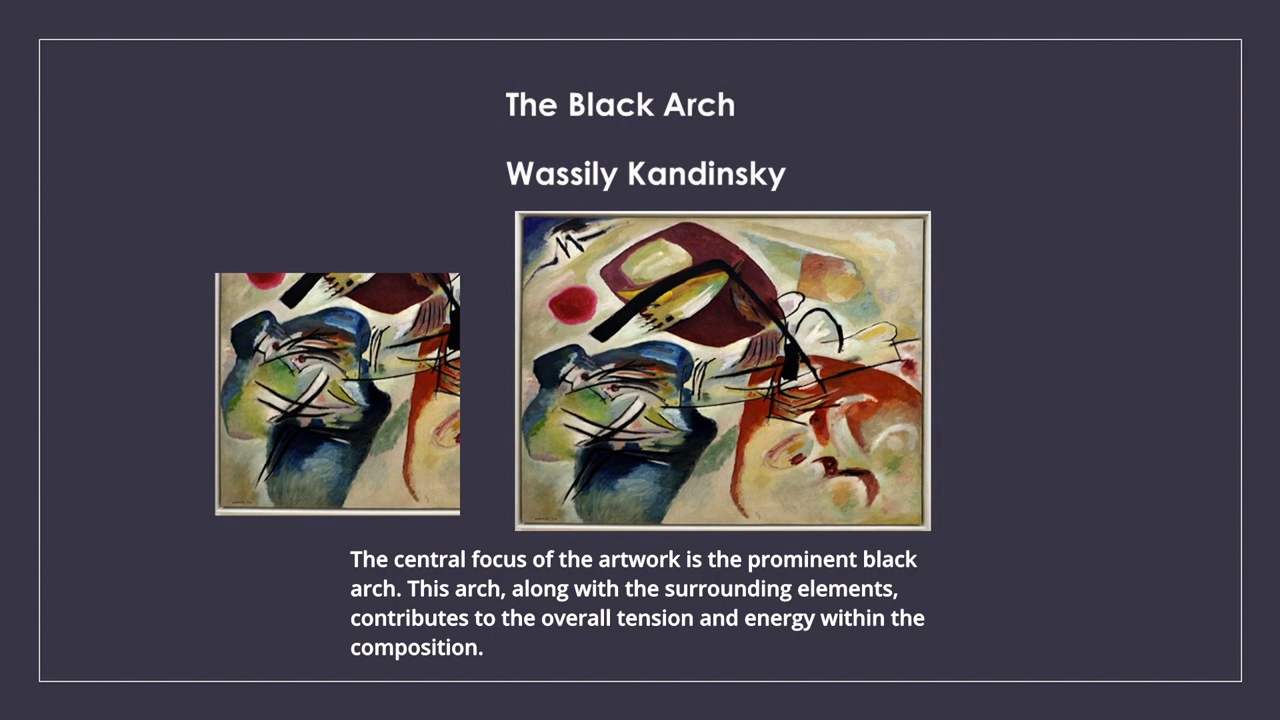 The Black Arch
Wassily Kandinsky
The central focus of the artwork is the prominent black
arch. This arch, along with the surrounding elements,
contributes to the overall tension and energy within the
composition.